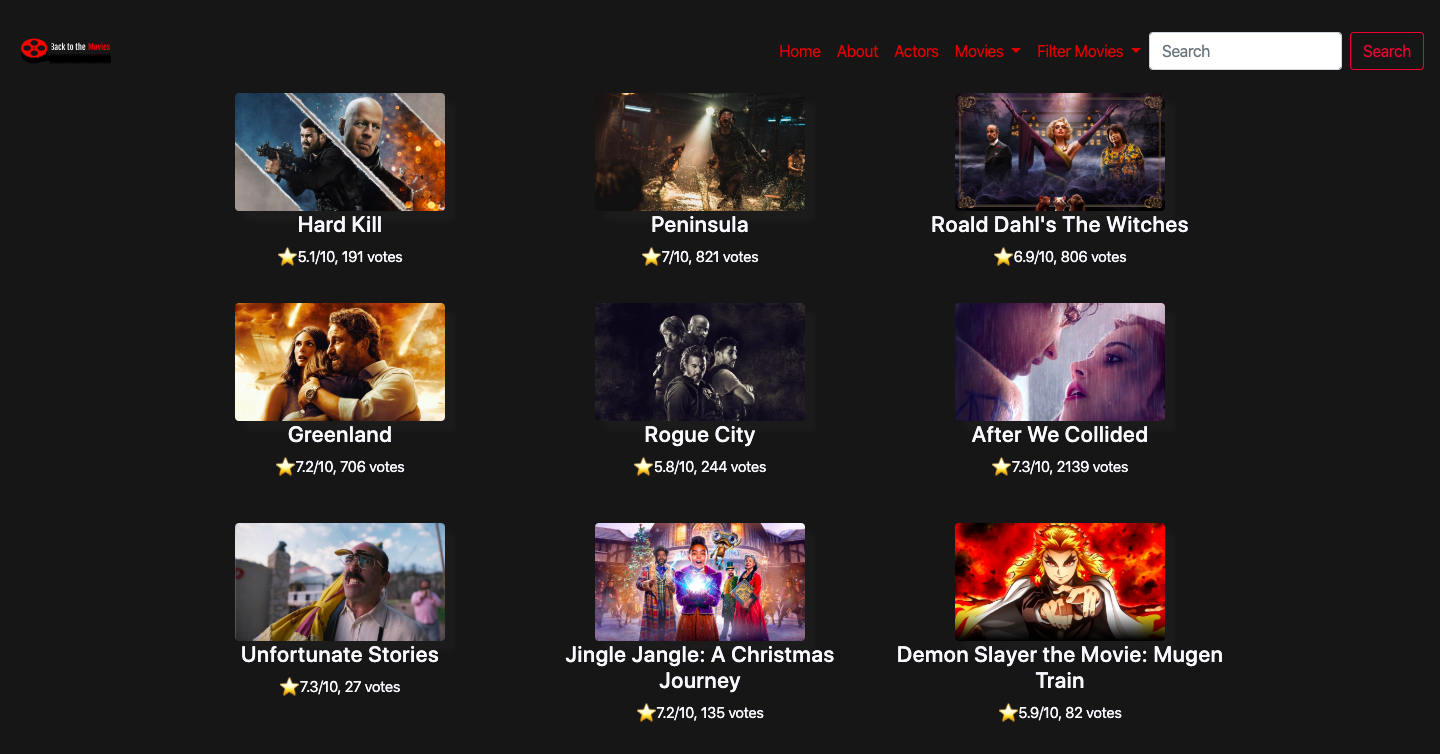 Back to the Movies
Home About Actors Movies Filter Movies Search Search
Hard Kill
5.1/10, 191 votes
Peninsula
7/10, 821 votes
Roald Dahl's The Witches
6.9/10, 806 votes
Greenland
7.2/10, 706 votes
Rogue City
5.8/10, 244 votes
After We Collided
7.3/10, 2139 votes
Unfortunate Stories
7.3/10, 27 votes
Jingle Jangle: A Christmas
Journey
7.2/10, 135 votes
Demon Slayer the Movie: Mugen
Train
5.9/10, 82 votes